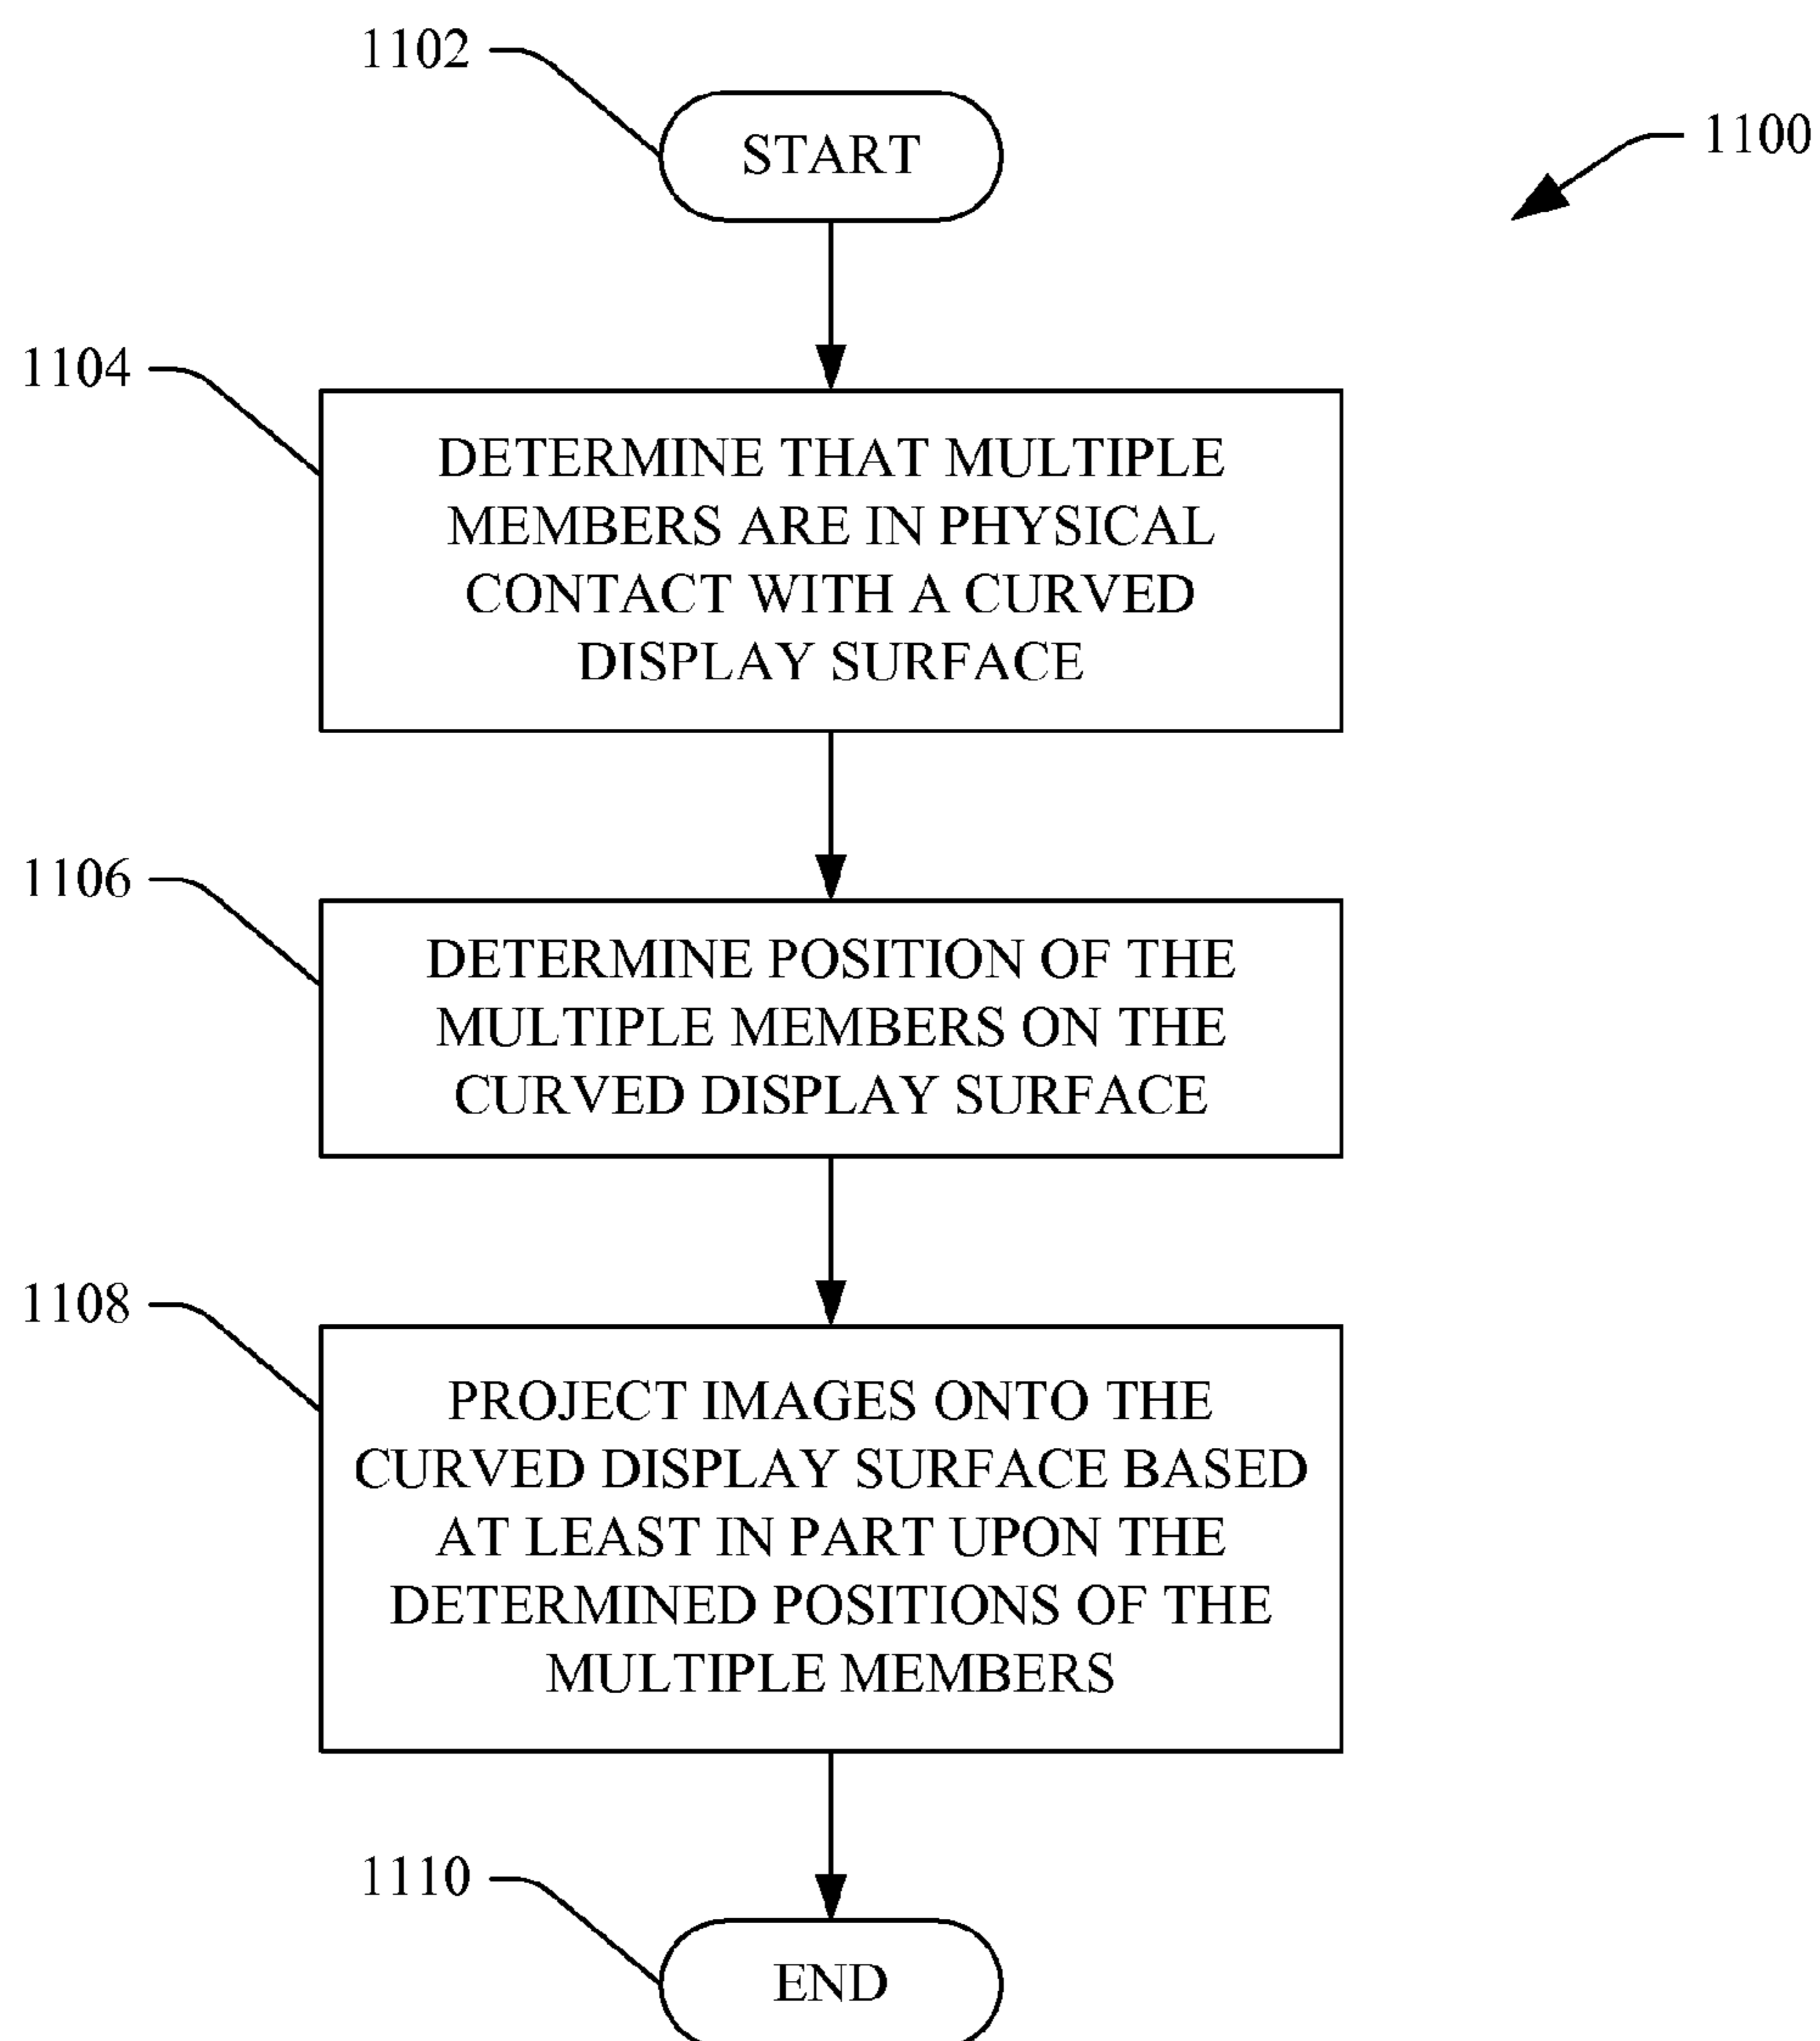 1102
START
1100
1104
DETERMINE THAT MULTIPLE
MEMBERS ARE IN PHYSICAL
CONTACT WITH A CURVED
DISPLAY SURFACE
1106
DETERMINE POSITION OF THE
MULTIPLE MEMBERS ON THE
CURVED DISPLAY SURFACE
1108
PROJECT IMAGES ONTO THE
CURVED DISPLAY SURFACE BASED
AT LEAST IN PART UPON THE
DETERMINED POSITIONS OF THE
MULTIPLE MEMBERS
1110
END